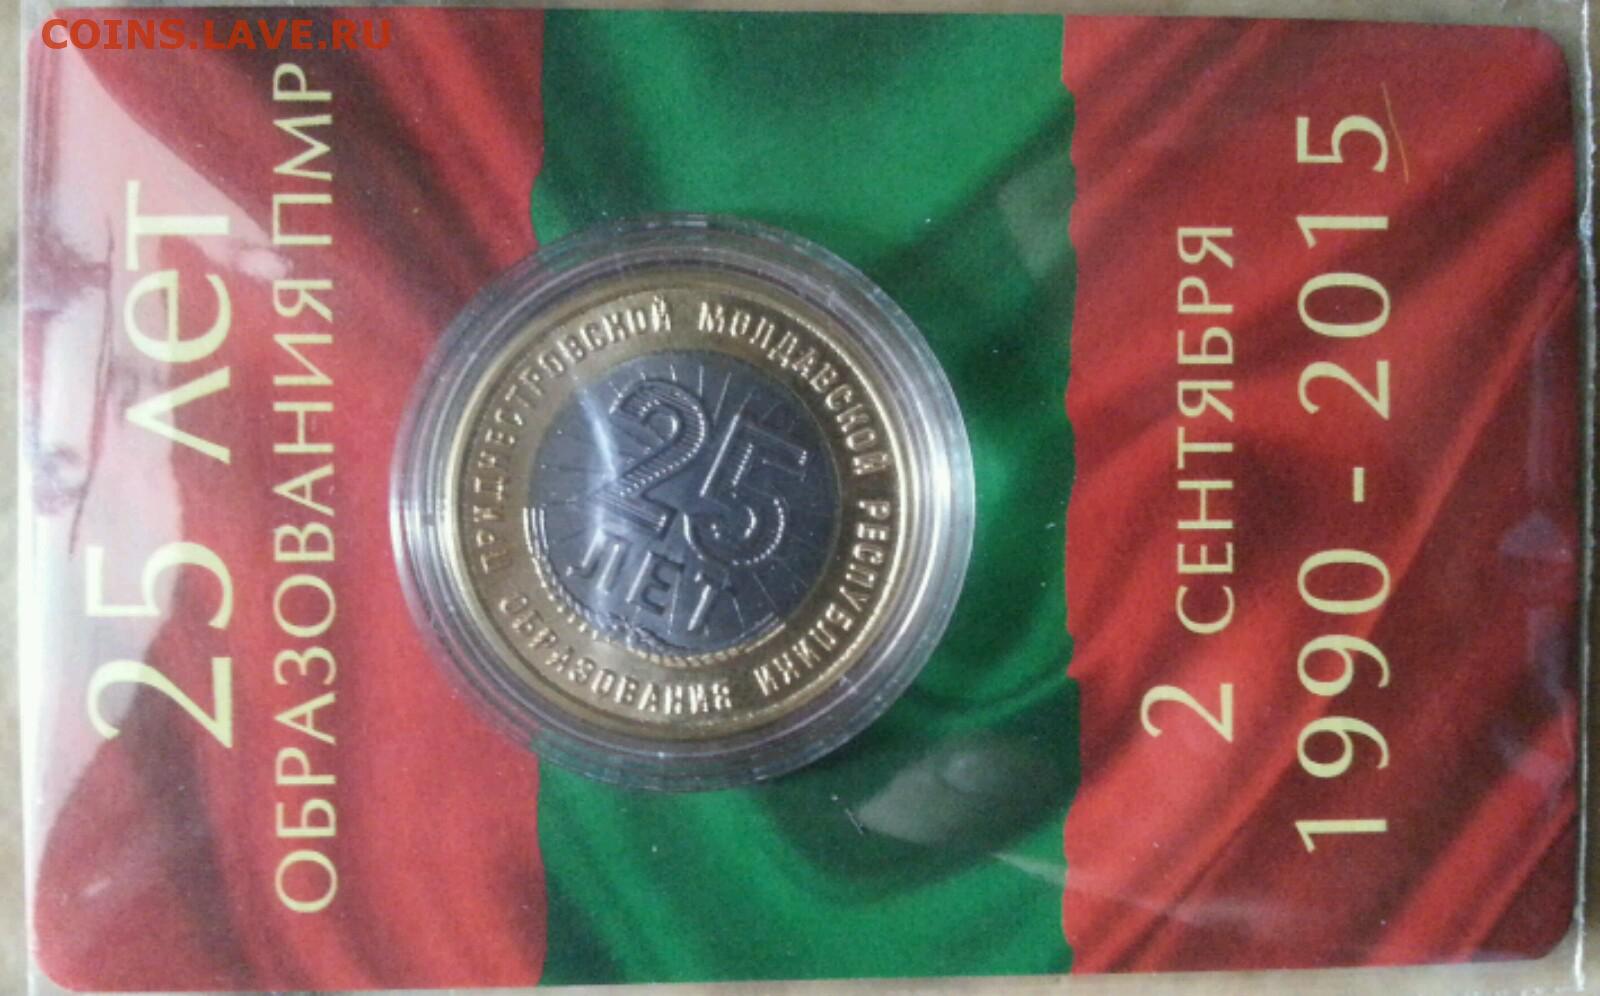 COINS.LAVE.RU
25 лет
ОБРАЗОВАНИЯ ПМР
ОБРАЗОВАНИЯ ПРИДНЕСТРОВСКОЙ МОЛДАВСКОЙ РЕСПУБЛИКИ
25
ЛЕТ
2 СЕНТЯБРЯ
1990 - 2015